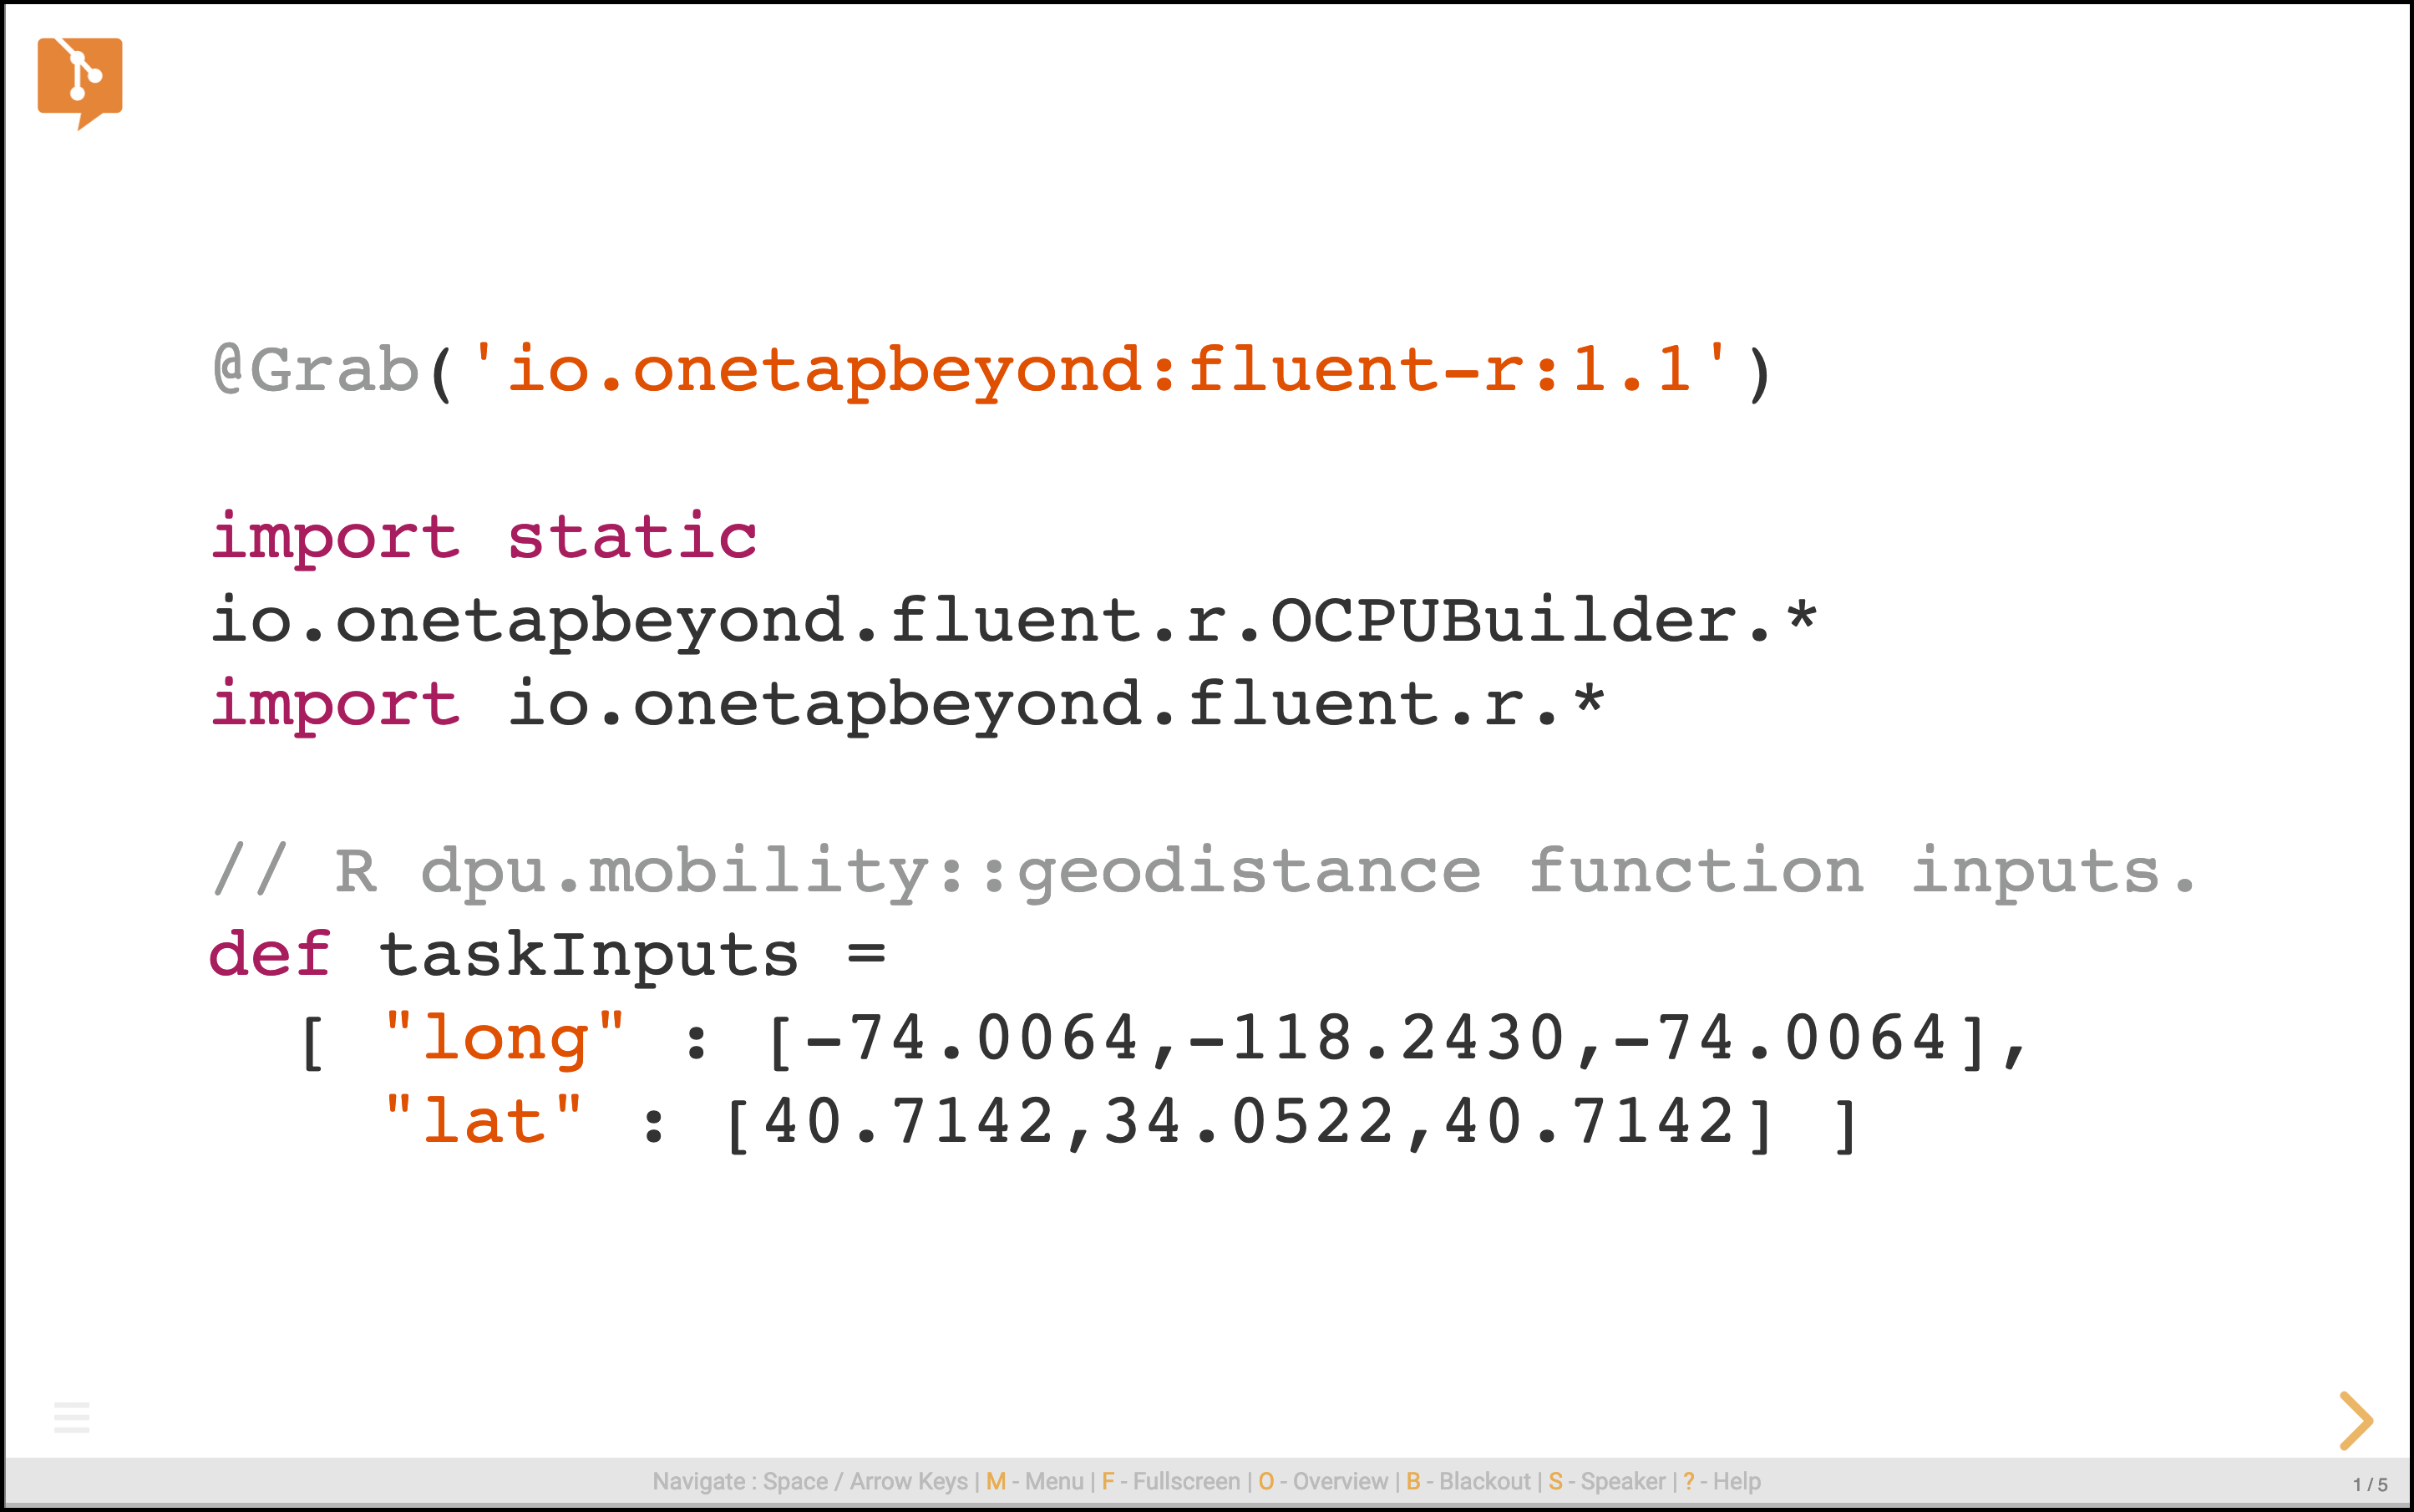 @Grab('io.onetapbeyond:fluent-r:1.1')
import static
io.onetapbeyond.fluent.r.OCPUBuilder.*
import io.onetapbeyond.fluent.r.*
// R dpu.mobility::geodistance function inputs.
def taskInputs =
[ "long" : [-74.0064,-118.2430,-74.0064],
"lat" : [40.7142,34.0522,40.7142] ]
Navigate : Space / Arrow Keys | M - Menu | F - Fullscreen | O - Overview | B - Blackout | S - Speaker | ? - Help
1 / 5